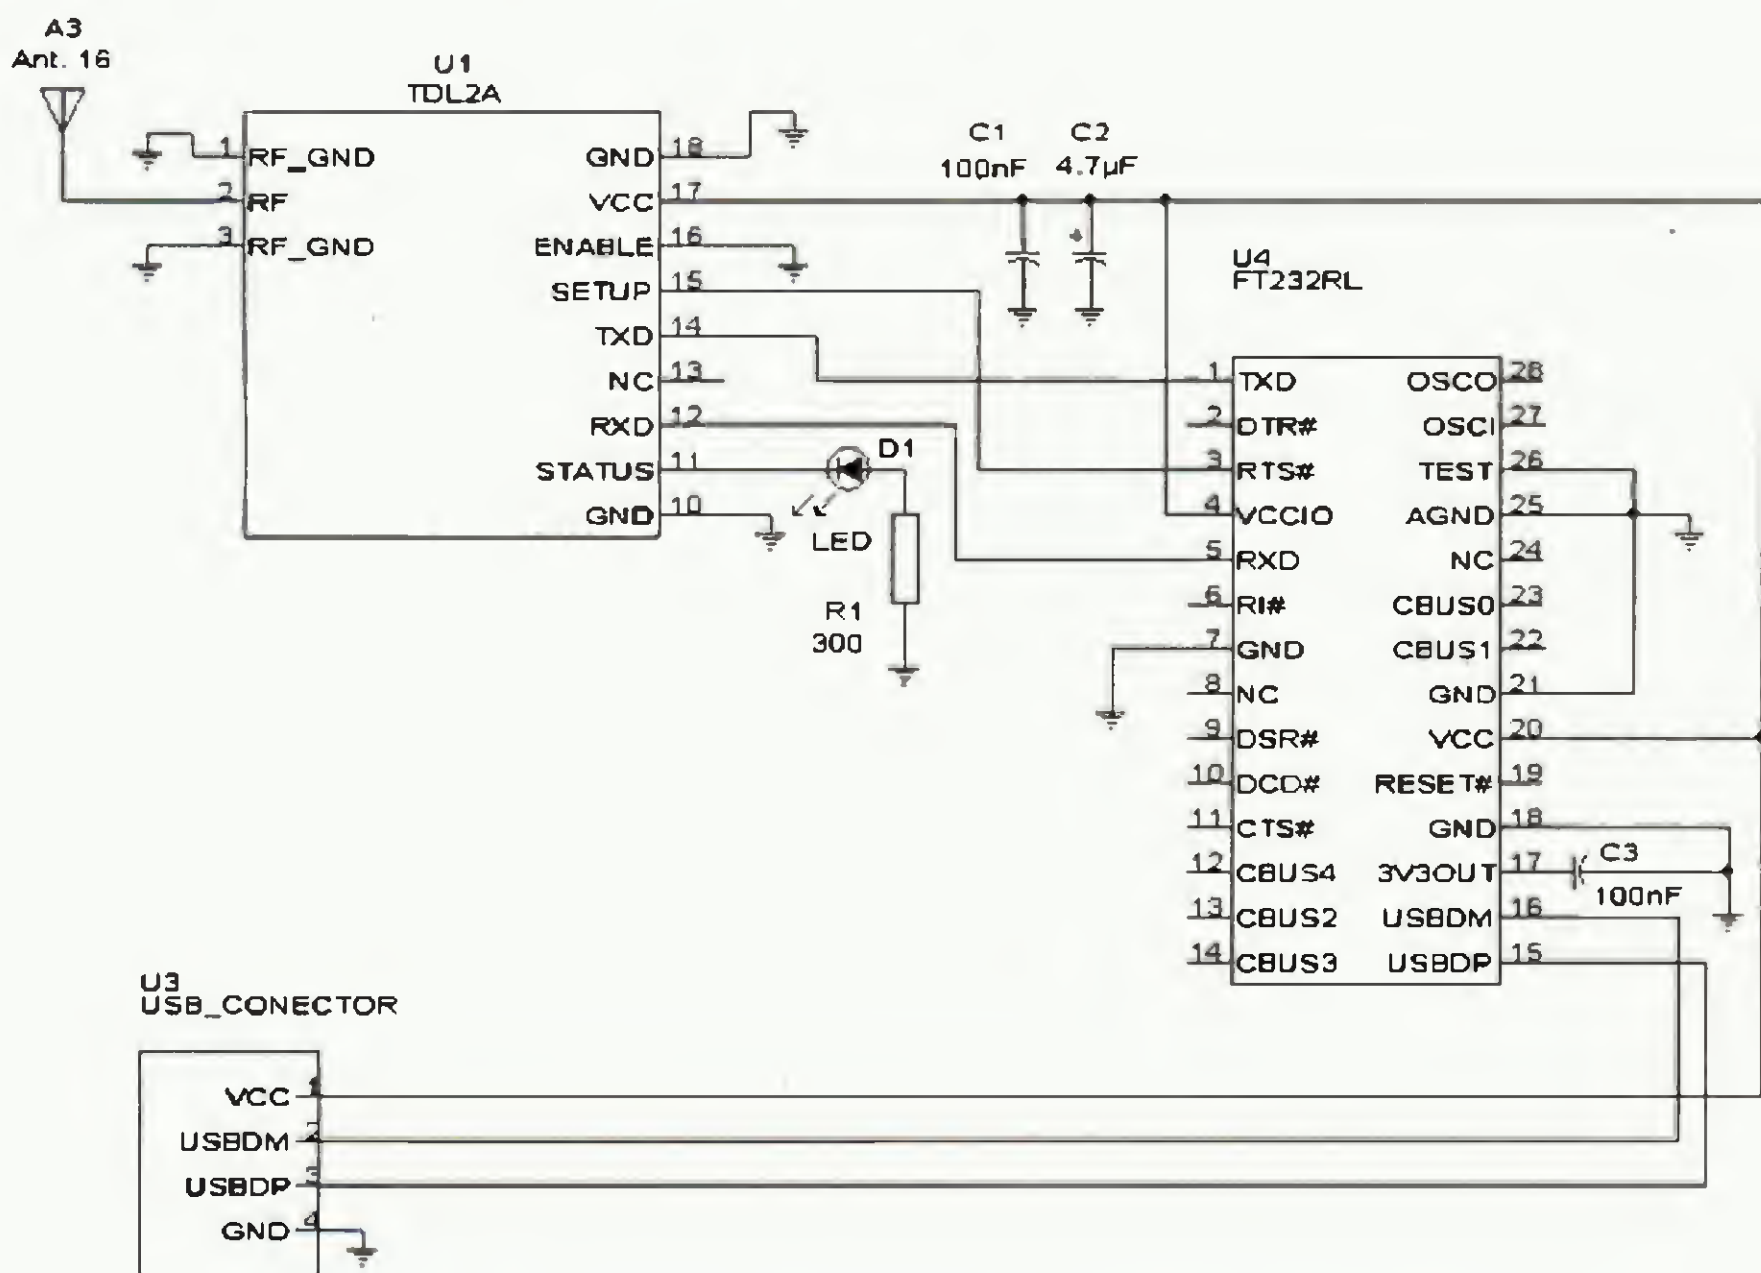 A3
Ant. 16
U1
TDL2A
1 RF_GND
2 RF
3 RF_GND
GND 18
VCC 17
ENABLE 16
SETUP 15
TXD 14
NC 13
RXD 12
STATUS 11
GND 10
C1
100nF
C2
4.7µF
+
D1
LED
R1
300
U4
FT232RL
1 TXD
2 DTR#
3 RTS#
4 VCCIO
5 RXD
6 RI#
7 GND
8 NC
9 DSR#
10 DCD#
11 CTS#
12 CBUS4
13 CBUS2
14 CBUS3
OSCO 28
OSCI 27
TEST 26
AGND 25
NC 24
CBUS0 23
CBUS1 22
GND 21
VCC 20
RESET# 19
GND 18
3V3OUT 17
USBDM 16
USBDP 15
C3
100nF
U3
USB_CONECTOR
VCC 1
USBDM 2
USBDP 3
GND 4